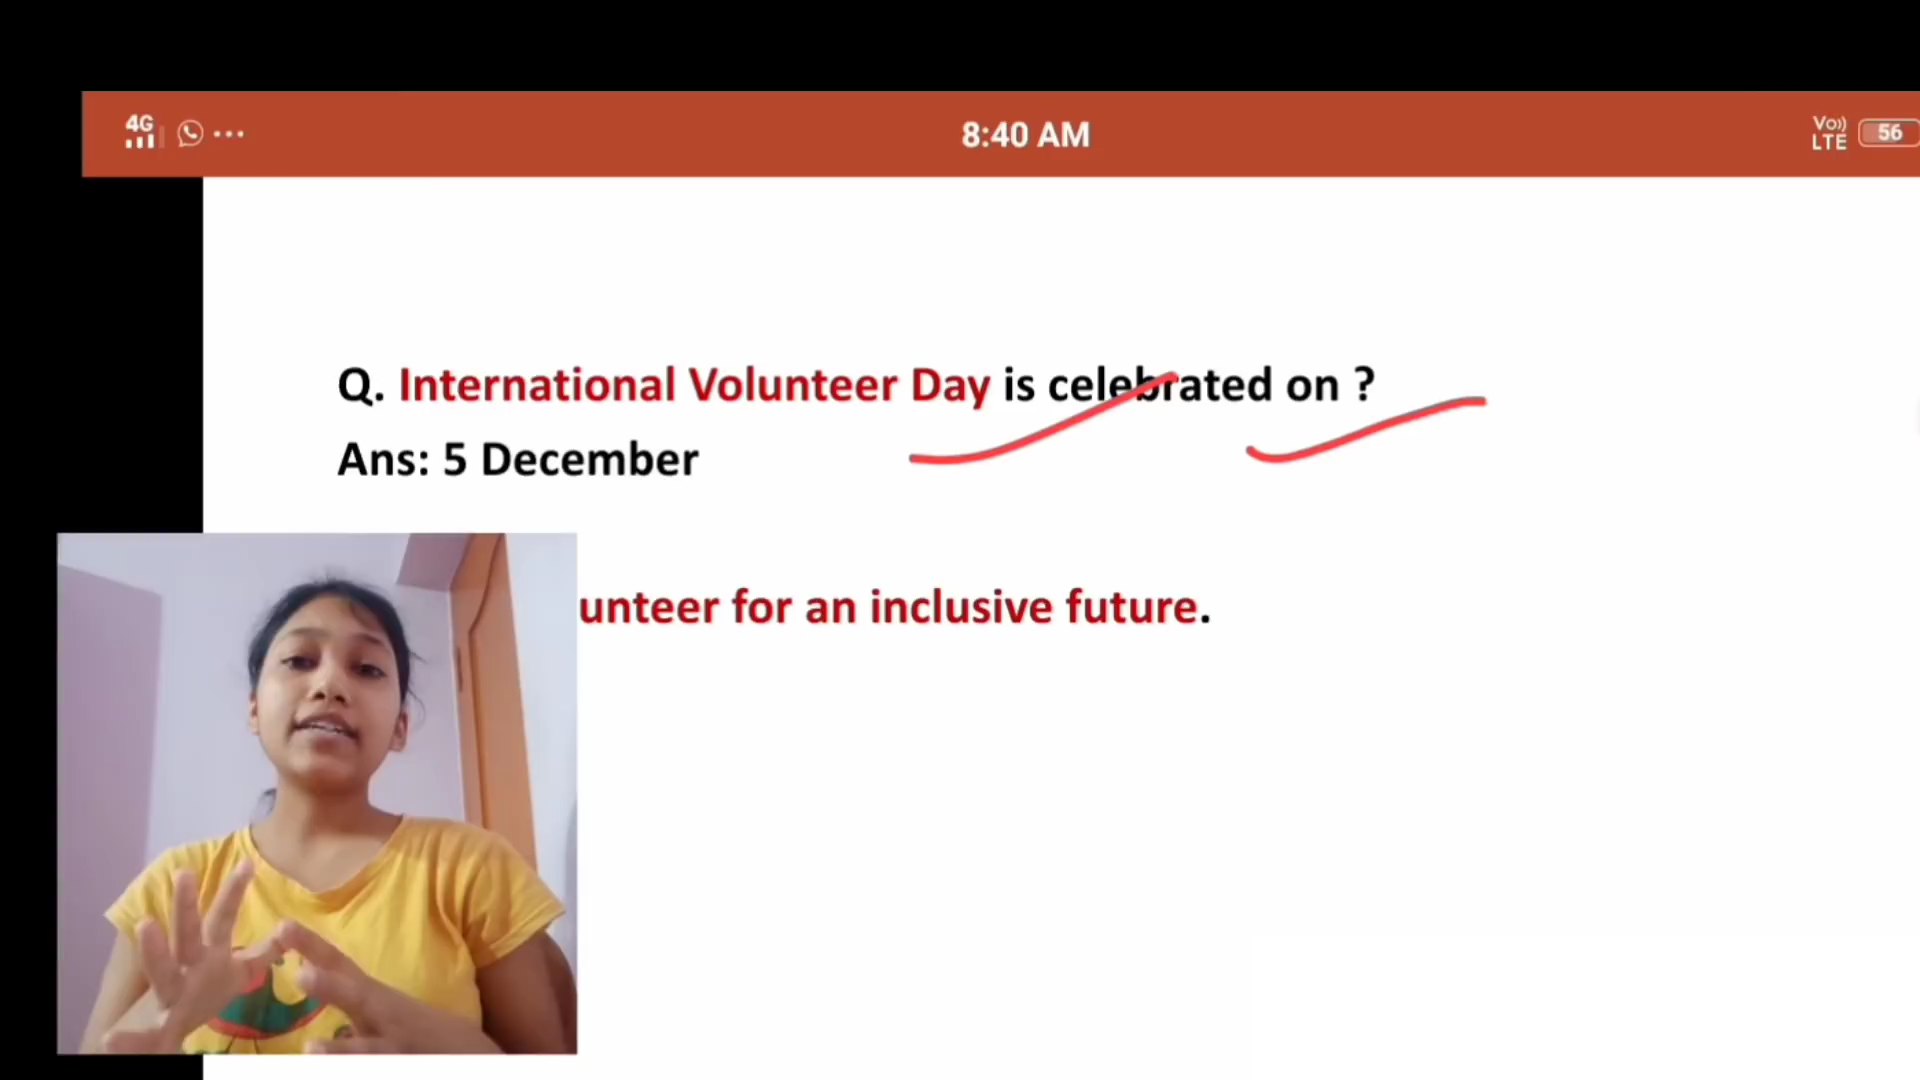 4G
8:40 AM
Vo)) LTE
56
Q. International Volunteer Day is celebrated on ?
Ans: 5 December
unteer for an inclusive future.